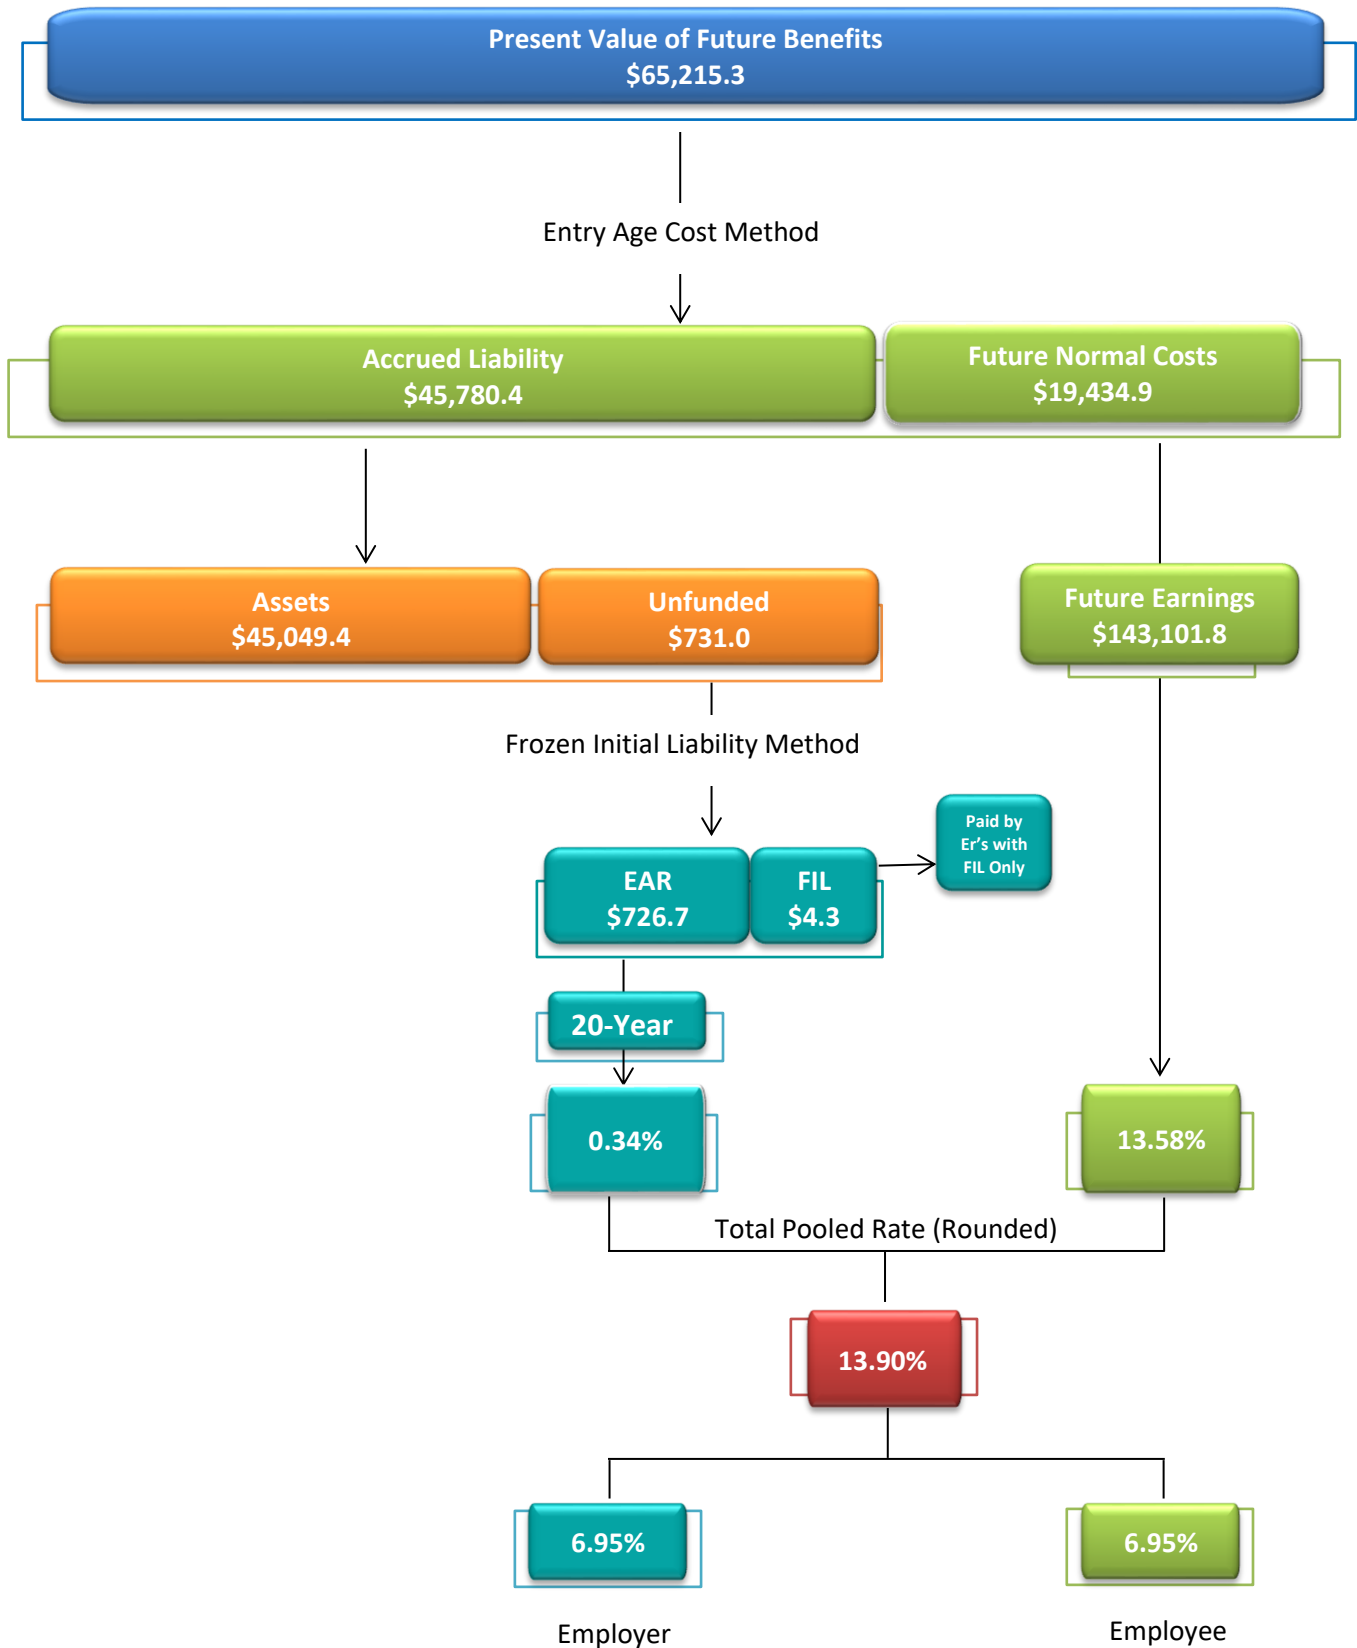 Present Value of Future Benefits
$65,215.3
Entry Age Cost Method
Accrued Liability
$45,780.4
Future Normal Costs
$19,434.9
Assets
$45,049.4
Unfunded
$731.0
Future Earnings
$143,101.8
Frozen Initial Liability Method
Paid by
Er’s with
FIL Only
EAR
$726.7
FIL
$4.3
20-Year
0.34%
13.58%
Total Pooled Rate (Rounded)
13.90%
6.95%
6.95%
Employer
Employee